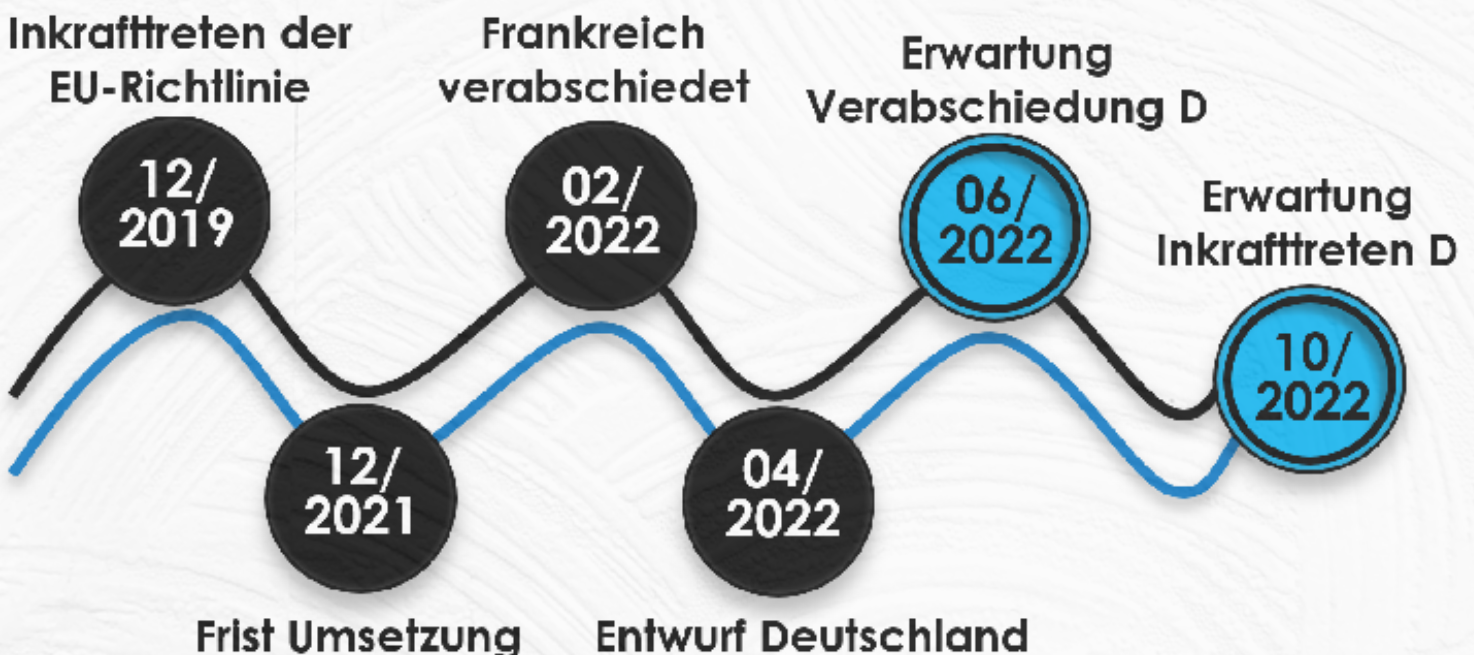 Inkrafttreten der
EU-Richtlinie
12/
2019
Frist Umsetzung
12/
2021
Frankreich
verabschiedet
02/
2022
Entwurf Deutschland
04/
2022
Erwartung
Verabschiedung D
06/
2022
Erwartung
Inkrafttreten D
10/
2022